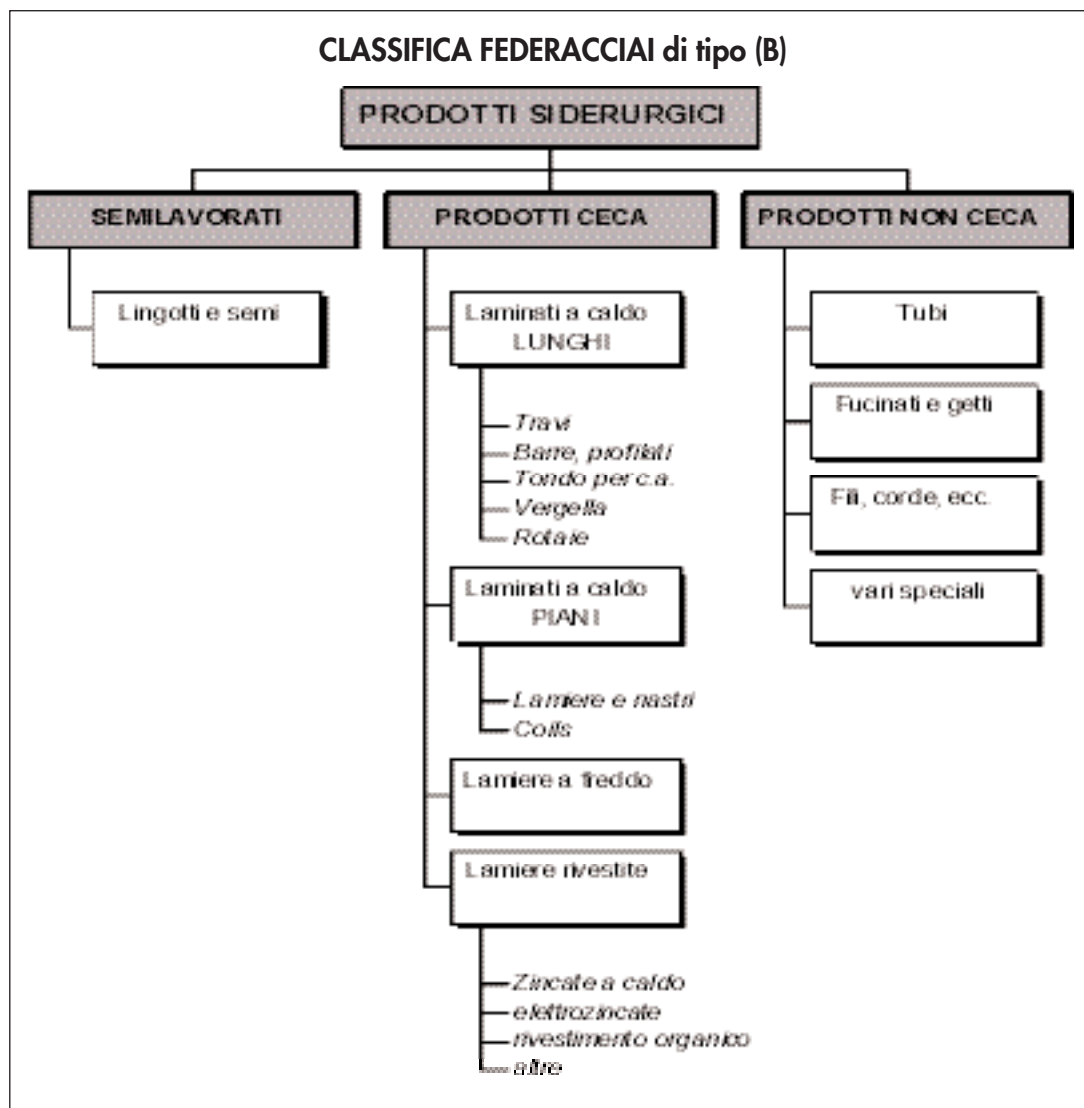 CLASSIFICA FEDERACCIAI di tipo (B)
PRODOTTI SIDERURGICI
SEMILAVORATI
Lingotti e semi
PRODOTTI CECA
Laminati a caldo
LUNGHI
Travi
Barre, profilati
Tondo per c.a.
Vergella
Rotaie
Laminati a caldo
PIANI
Lamiere e nastri
Coils
Lamiere a freddo
Lamiere rivestite
Zincate a caldo
elettrozincate
rivestimento organico
altre
PRODOTTI NON CECA
Tubi
Fucinati e getti
Fili, corde, ecc.
vari speciali